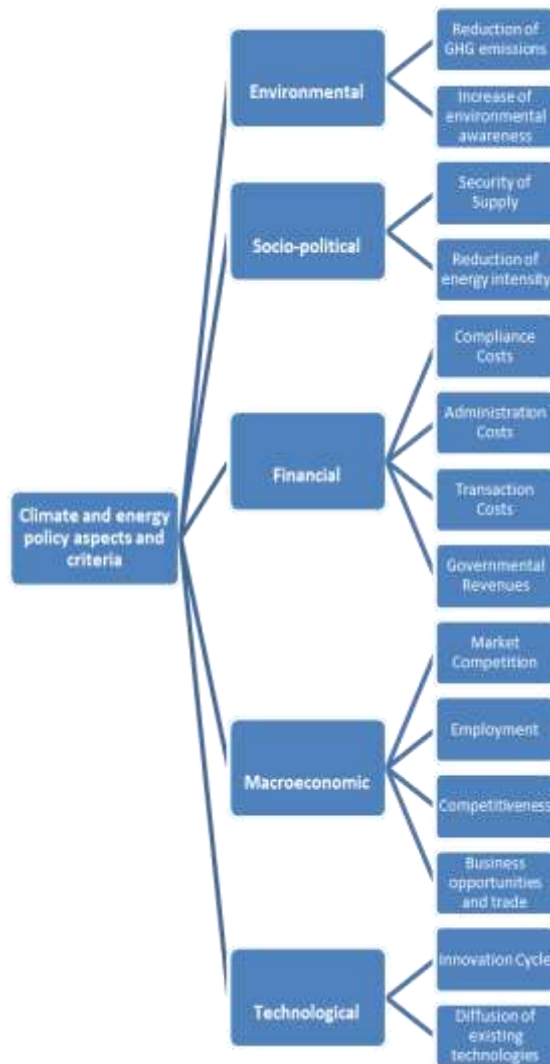 Climate and energy
policy aspects and
criteria
Environmental
Reduction of
GHG emissions
Increase of
environmental
awareness
Socio-political
Security of
Supply
Reduction of
energy intensity
Financial
Compliance
Costs
Administration
Costs
Transaction
Costs
Governmental
Revenues
Macroeconomic
Market
Competition
Employment
Competitiveness
Business
opportunities
and trade
Technological
Innovation Cycle
Diffusion of
existing
technologies